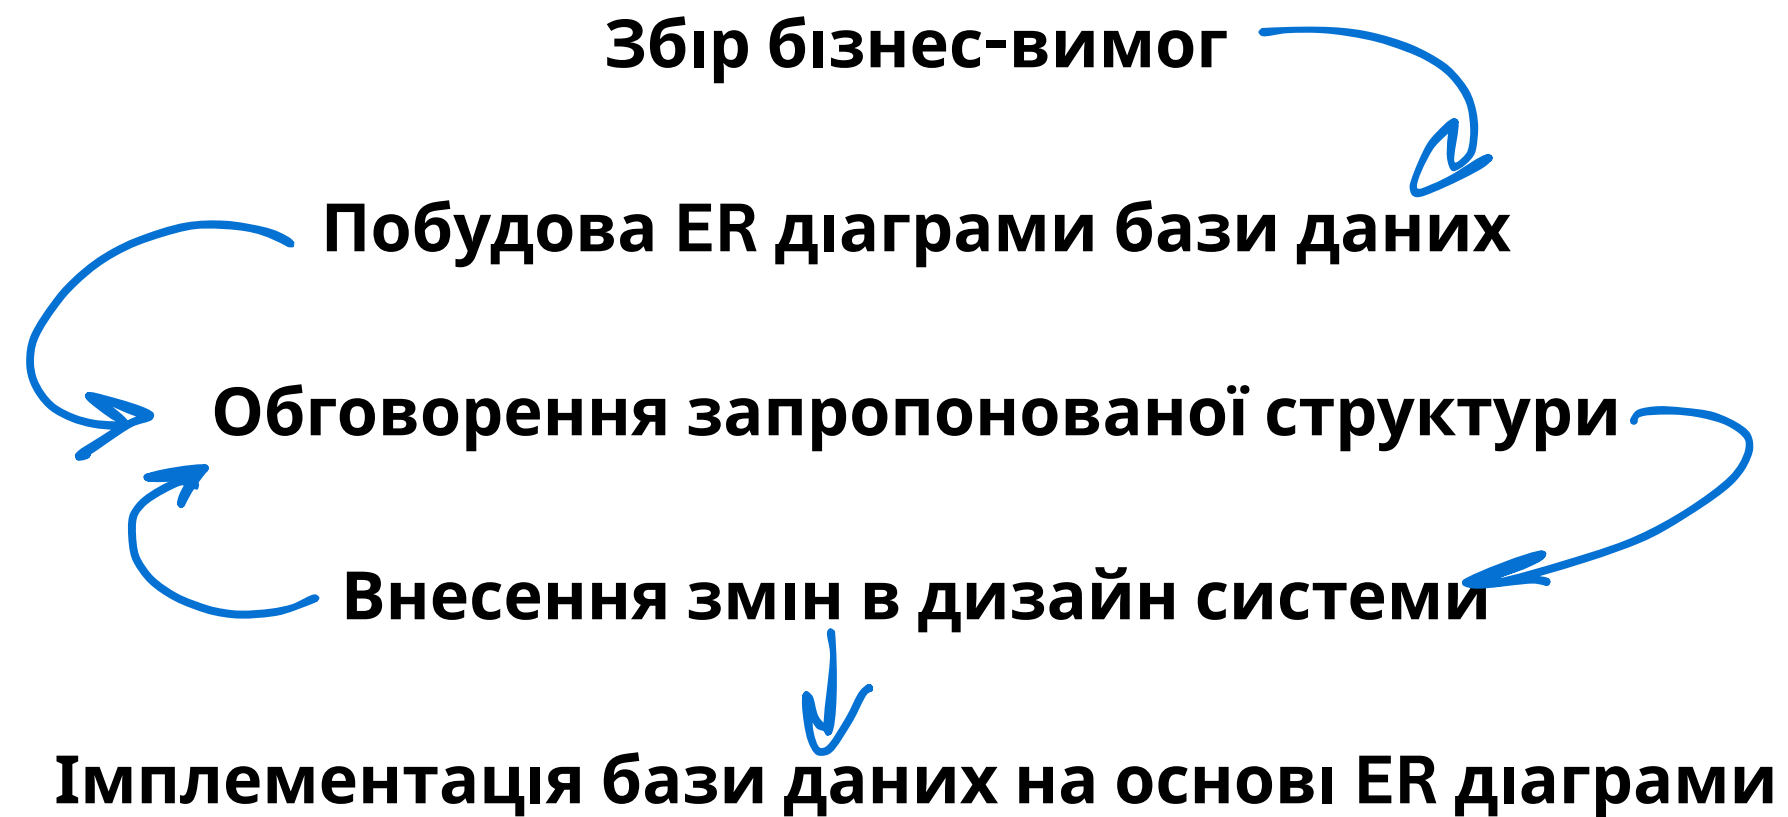 Збір бізнес-вимог
Побудова ER діаграми бази даних
Обговорення запропонованої структури
Внесення змін в дизайн системи
Імплементація бази даних на основі ER діаграми